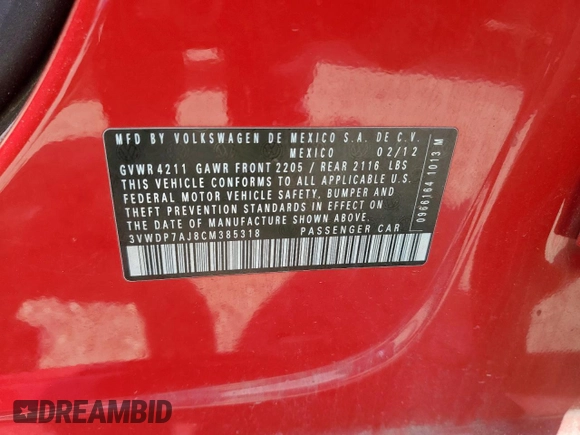 MFD BY VOLKSWAGEN DE MEXICO S.A. DE C.V.
MEXICO 02/12
GVWR 4211 GAWR FRONT 2205 / REAR 2116 LBS
THIS VEHICLE CONFORMS TO ALL APPLICABLE U.S.
FEDERAL MOTOR VEHICLE SAFETY, BUMPER AND
THEFT PREVENTION STANDARDS IN EFFECT ON
THE DATE OF MANUFACTURE SHOWN ABOVE.
3VWDP7AJ8CM385318 PASSENGER CAR
0966164 1013 M
DREAMBID